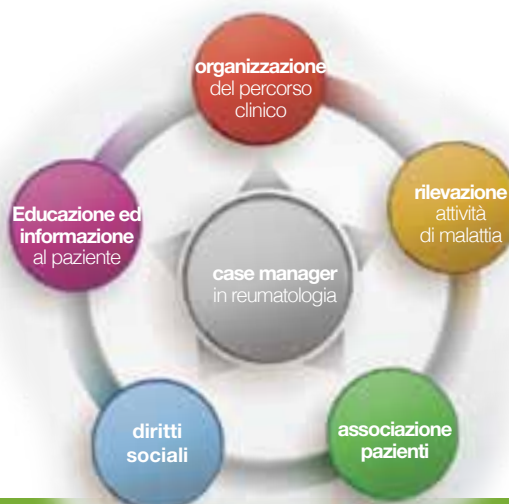 organizzazione
del percorso
clinico
rilevazione
attività
di malattia
Educazione ed
informazione
al paziente
case manager
in reumatologia
associazione
pazienti
diritti
sociali